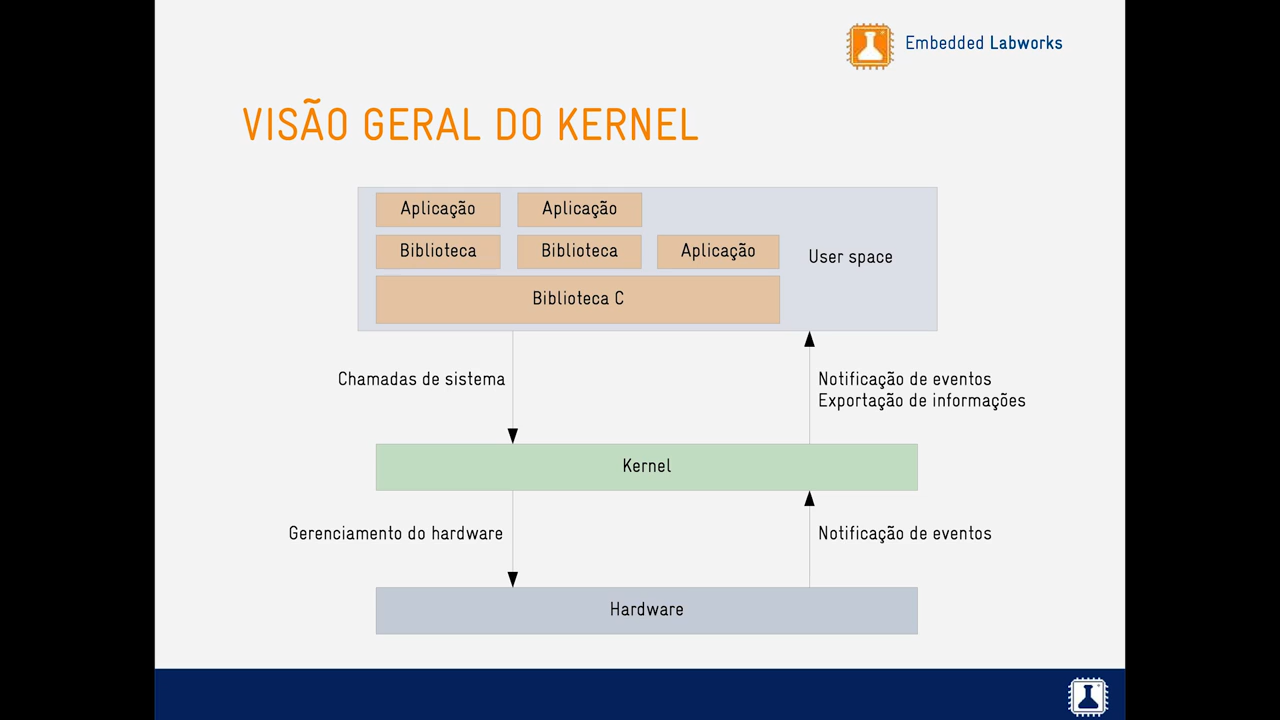 Embedded Labworks
VISÃO GERAL DO KERNEL
Aplicação
Aplicação
Biblioteca
Biblioteca
Aplicação
User space
Biblioteca C
Chamadas de sistema
Notificação de eventos
Exportação de informações
Kernel
Gerenciamento do hardware
Notificação de eventos
Hardware